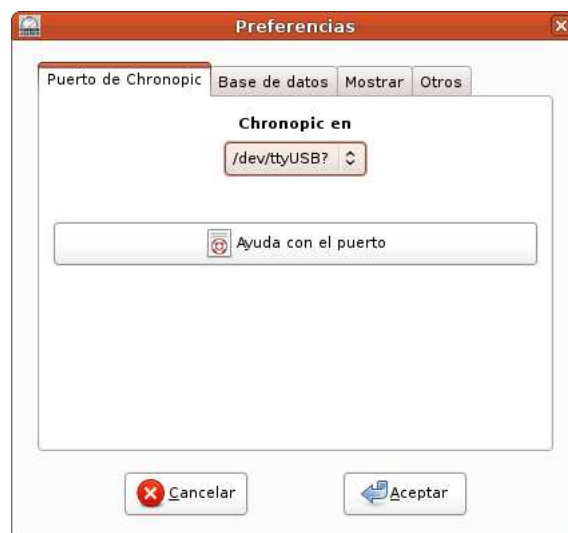 Preferencias
Puerto de Chronopic Base de datos Mostrar Otros
Chronopic en
/dev/ttyUSB?
Ayuda con el puerto
Cancelar Aceptar